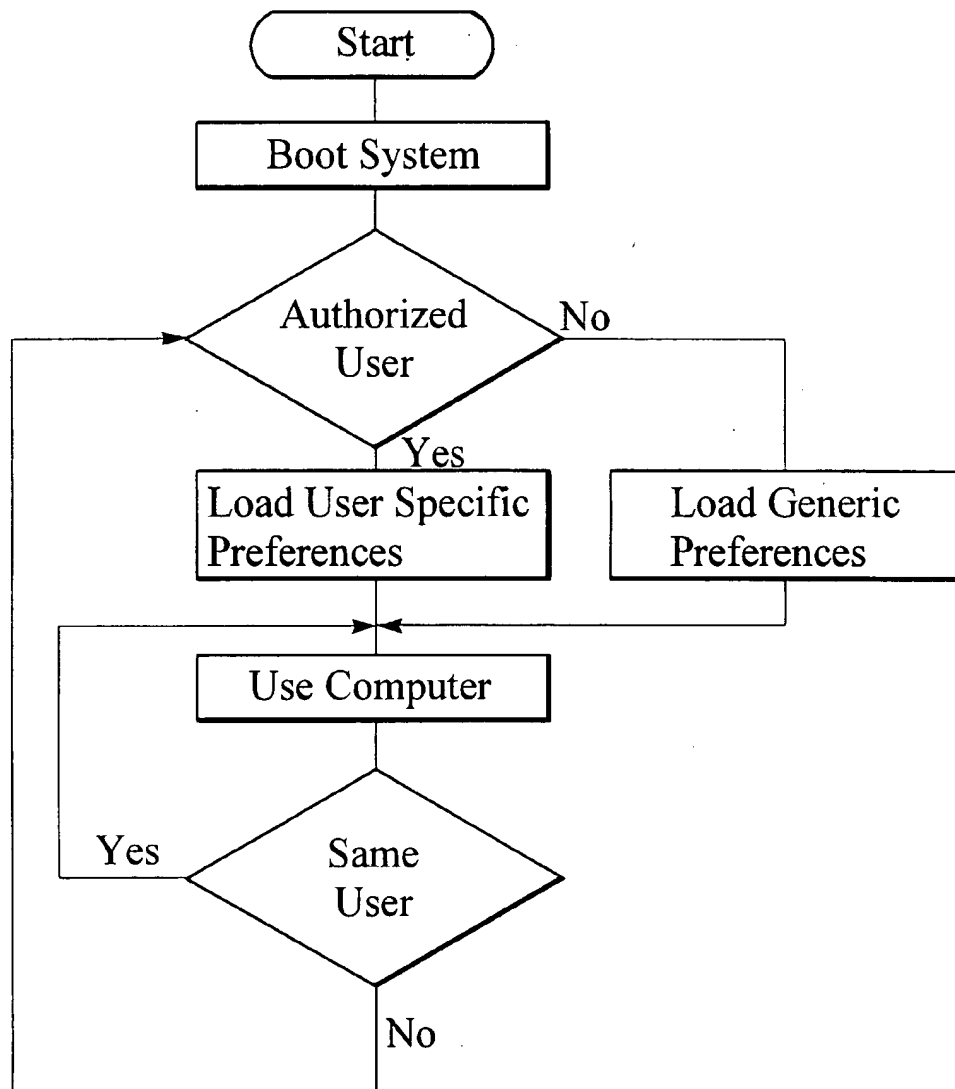 Start
Boot System
Authorized
User
No
Yes
Load User Specific
Preferences
Load Generic
Preferences
Use Computer
Yes
Same
User
No